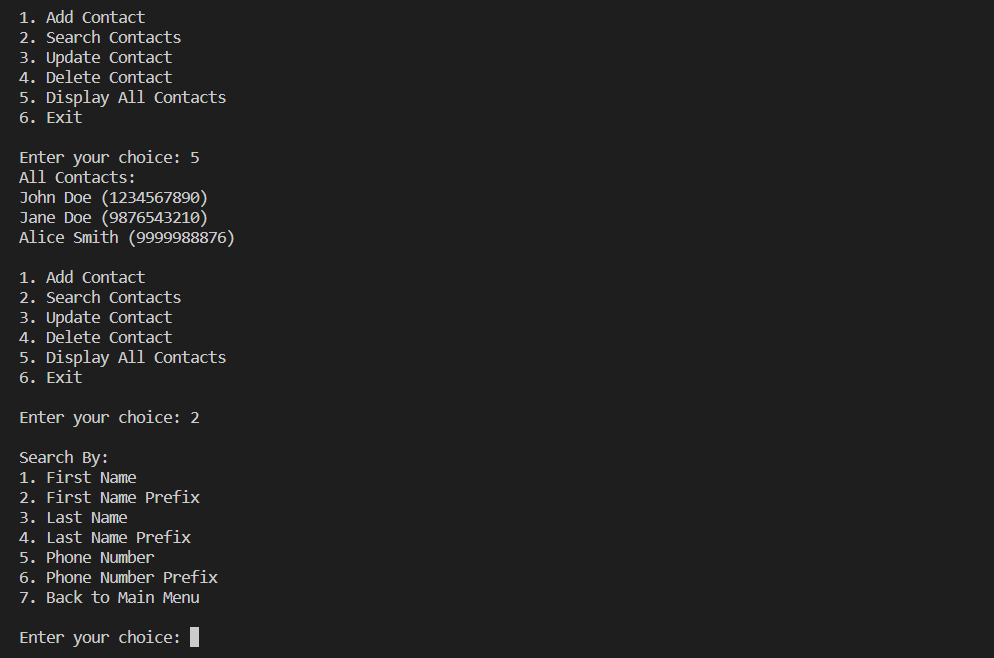 1. Add Contact
2. Search Contacts
3. Update Contact
4. Delete Contact
5. Display All Contacts
6. Exit
Enter your choice: 5
All Contacts:
John Doe (1234567890)
Jane Doe (9876543210)
Alice Smith (9999988876)
1. Add Contact
2. Search Contacts
3. Update Contact
4. Delete Contact
5. Display All Contacts
6. Exit
Enter your choice: 2
Search By:
1. First Name
2. First Name Prefix
3. Last Name
4. Last Name Prefix
5. Phone Number
6. Phone Number Prefix
7. Back to Main Menu
Enter your choice: